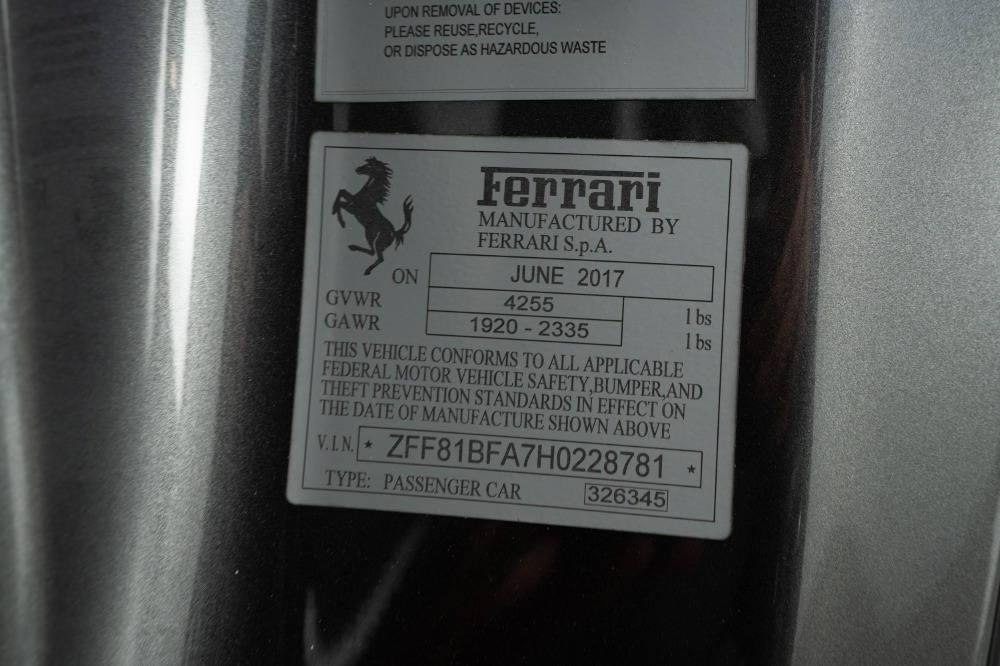 UPON REMOVAL OF DEVICES:
PLEASE REUSE,RECYCLE,
OR DISPOSE AS HAZARDOUS WASTE
Ferrari
MANUFACTURED BY
FERRARI S.p.A.
ON JUNE 2017
GVWR 4255 lbs
GAWR 1920 - 2335 lbs
THIS VEHICLE CONFORMS TO ALL APPLICABLE
FEDERAL MOTOR VEHICLE SAFETY,BUMPER,AND
THEFT PREVENTION STANDARDS IN EFFECT ON
THE DATE OF MANUFACTURE SHOWN ABOVE
V.I.N. * ZFF81BFA7H0228781 *
TYPE: PASSENGER CAR 326345